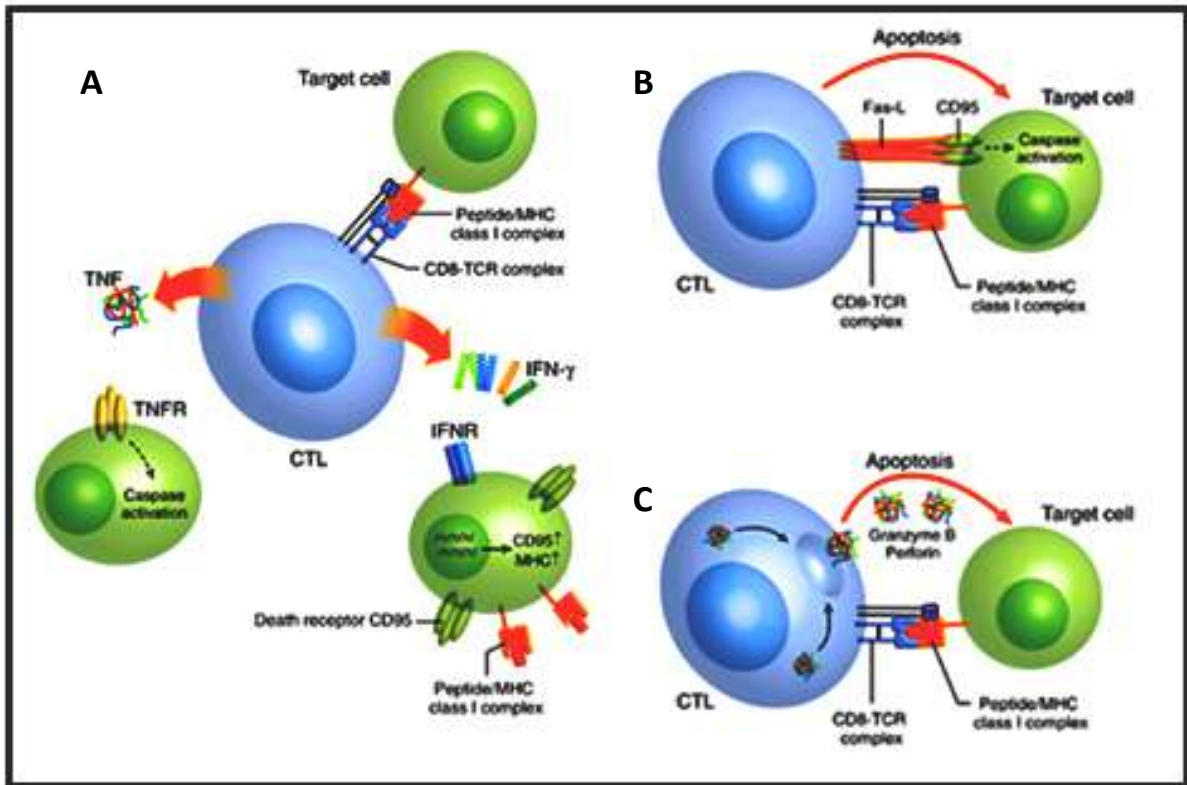 A
Target cell
Peptide/MHC
class I complex
CD8-TCR complex
TNF
IFN-γ
TNFR
CTL
IFNR
Caspase
activation
CD95↑
MHC↑
Death receptor CD95
Peptide/MHC
class I complex
B
Apoptosis
Fas-L
CD95
Target cell
Caspase
activation
CTL
CD8-TCR
complex
Peptide/MHC
class I complex
C
Apoptosis
Granzyme B
Perforin
Target cell
CTL
CD8-TCR
complex
Peptide/MHC
class I complex